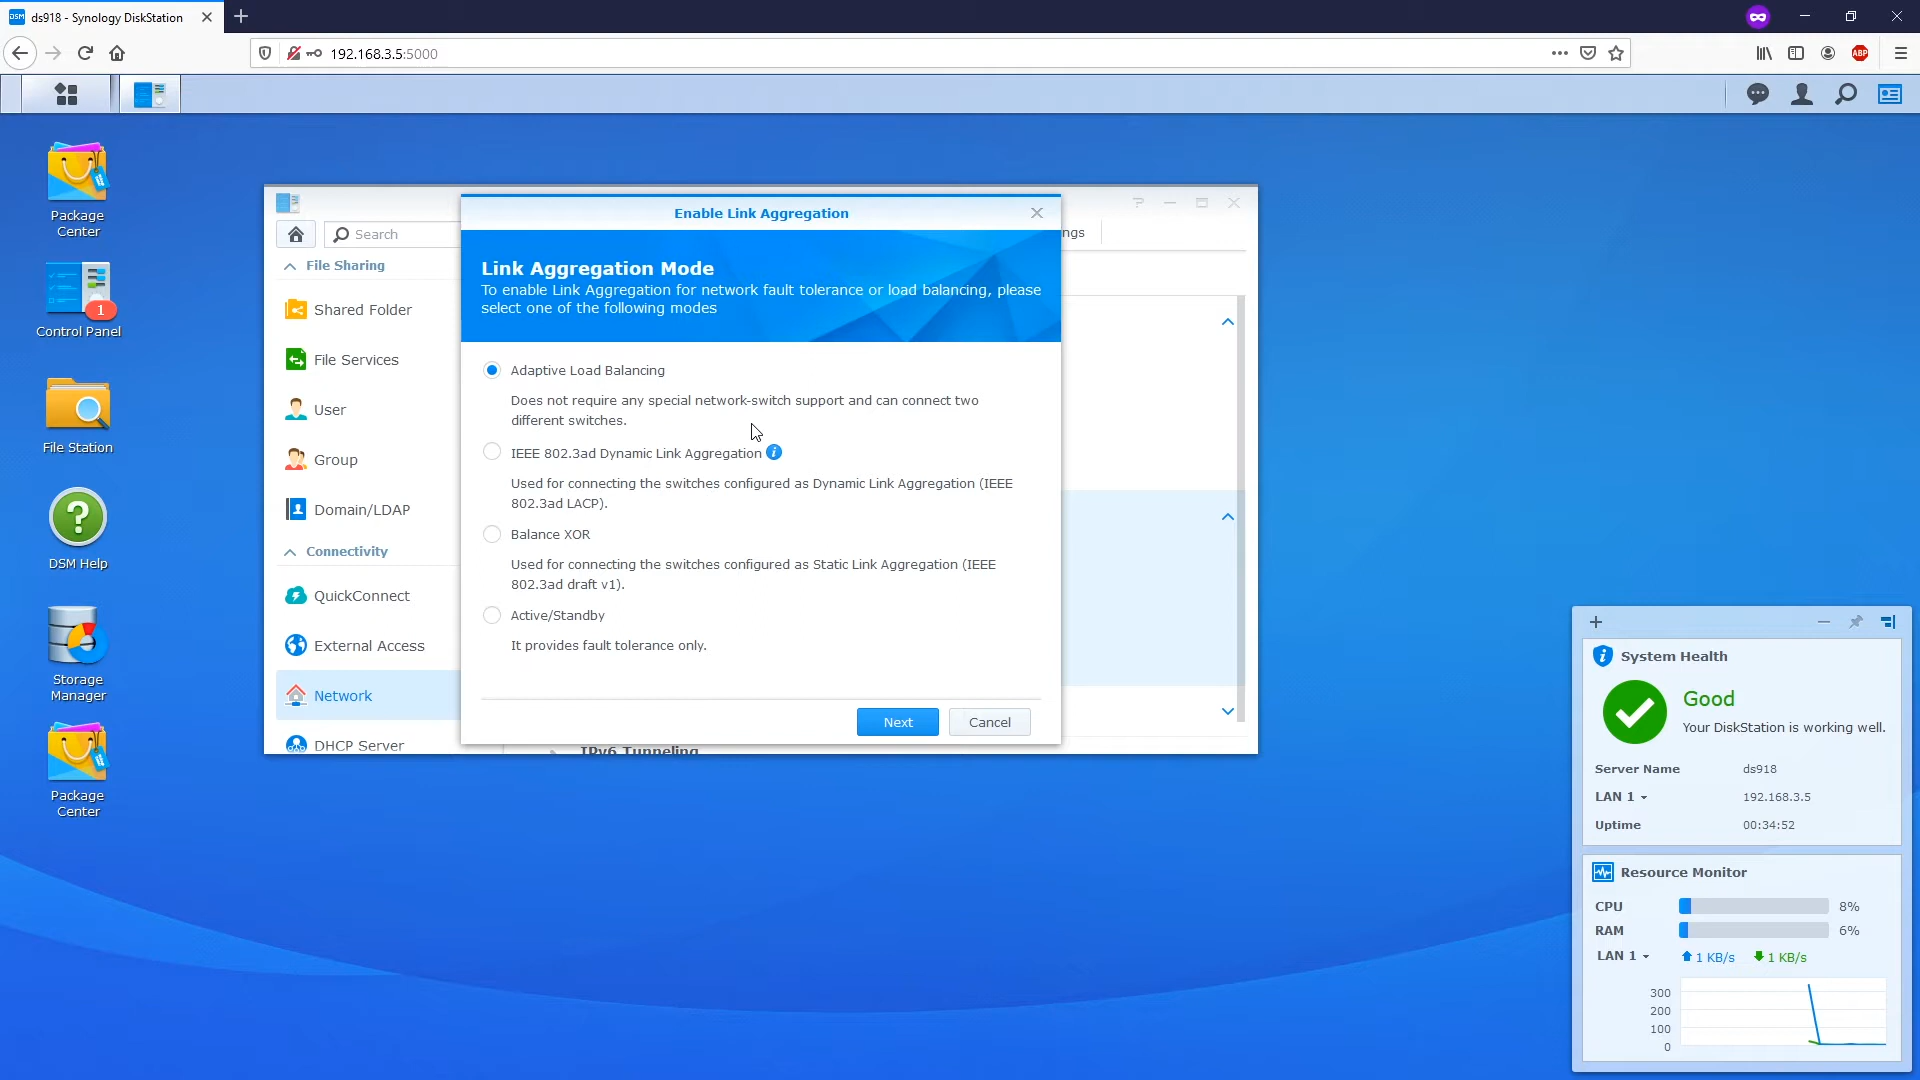 ds918 - Synology DiskStation
192.168.3.5:5000
ABP
Package
Center
1
Control Panel
File Station
?
DSM Help
Storage
Manager
Package
Center
Search
ngs
File Sharing
Shared Folder
File Services
User
Group
Domain/LDAP
Connectivity
QuickConnect
External Access
Network
DHCP Server
Enable Link Aggregation
Link Aggregation Mode
To enable Link Aggregation for network fault tolerance or load balancing, please
select one of the following modes
Adaptive Load Balancing
Does not require any special network-switch support and can connect two
different switches.
IEEE 802.3ad Dynamic Link Aggregation
Used for connecting the switches configured as Dynamic Link Aggregation (IEEE
802.3ad LACP).
Balance XOR
Used for connecting the switches configured as Static Link Aggregation (IEEE
802.3ad draft v1).
Active/Standby
It provides fault tolerance only.
Next
Cancel
IPv6 Tunneling
System Health
Good
Your DiskStation is working well.
Server Name ds918
LAN 1 192.168.3.5
Uptime 00:34:52
Resource Monitor
CPU 8%
RAM 6%
LAN 1 1 KB/s 1 KB/s
300
200
100
0